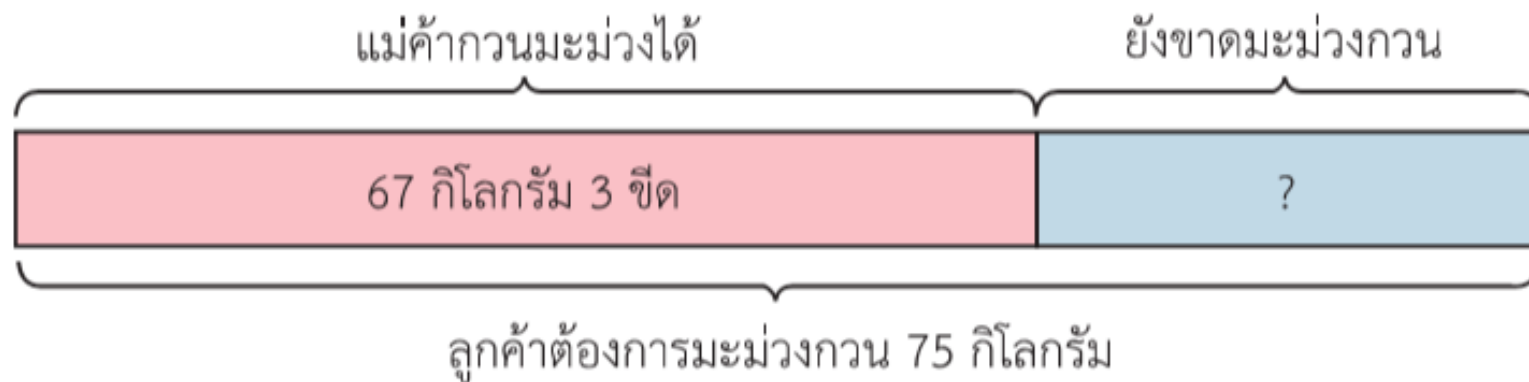 แม่ค้ากวนมะม่วงได้
ยังขาดมะม่วงกวน
67 กิโลกรัม 3 ขีด
?
ลูกค้าต้องการมะม่วงกวน 75 กิโลกรัม